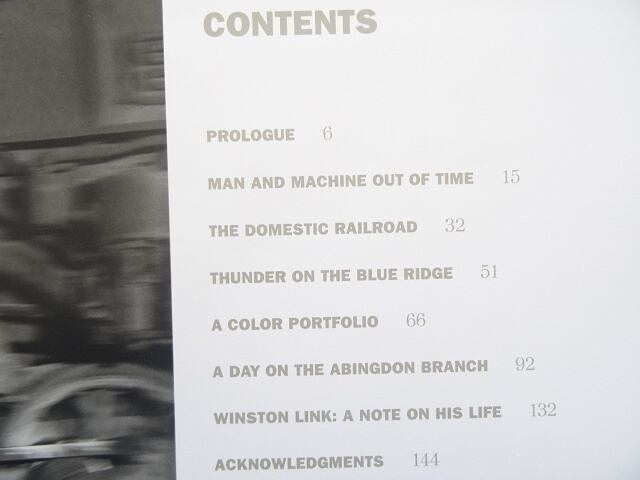 CONTENTS
PROLOGUE 6
MAN AND MACHINE OUT OF TIME 15
THE DOMESTIC RAILROAD 32
THUNDER ON THE BLUE RIDGE 51
A COLOR PORTFOLIO 66
A DAY ON THE ABINGDON BRANCH 92
WINSTON LINK: A NOTE ON HIS LIFE 132
ACKNOWLEDGMENTS 144